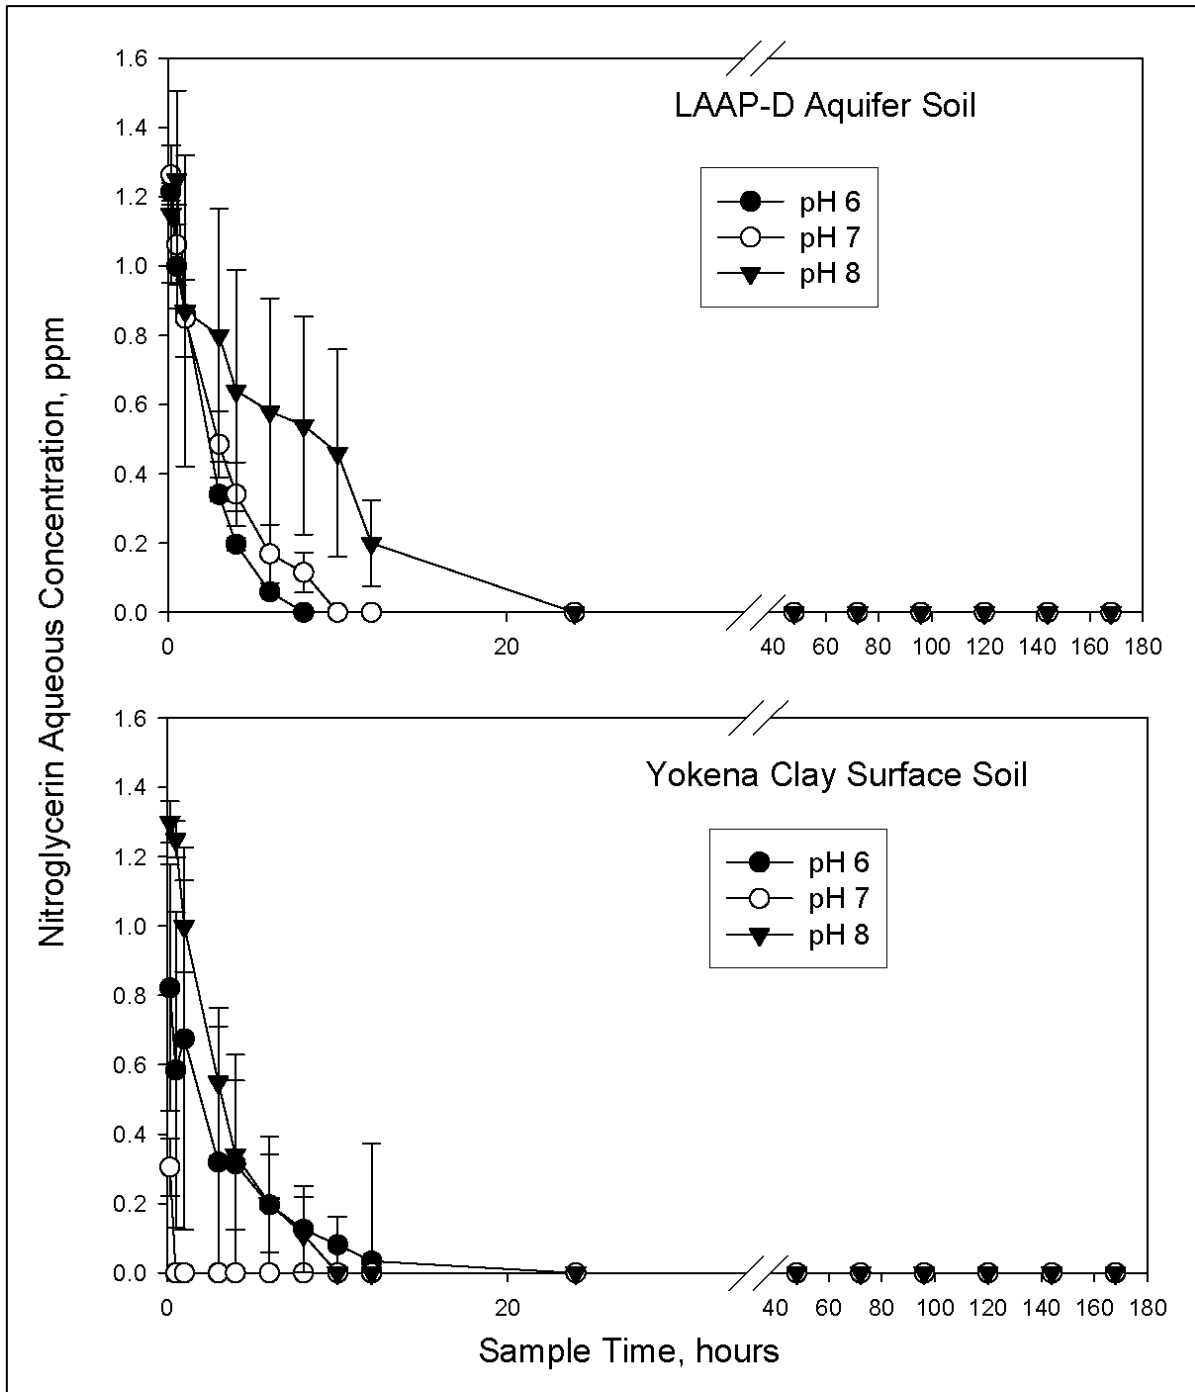 Nitroglycerin Aqueous Concentration, ppm
LAAP-D Aquifer Soil
pH 6
pH 7
pH 8
1.6
1.4
1.2
1.0
0.8
0.6
0.4
0.2
0.0
0 20 40 60 80 100 120 140 160 180
Yokena Clay Surface Soil
pH 6
pH 7
pH 8
1.6
1.4
1.2
1.0
0.8
0.6
0.4
0.2
0.0
0 20 40 60 80 100 120 140 160 180
Sample Time, hours